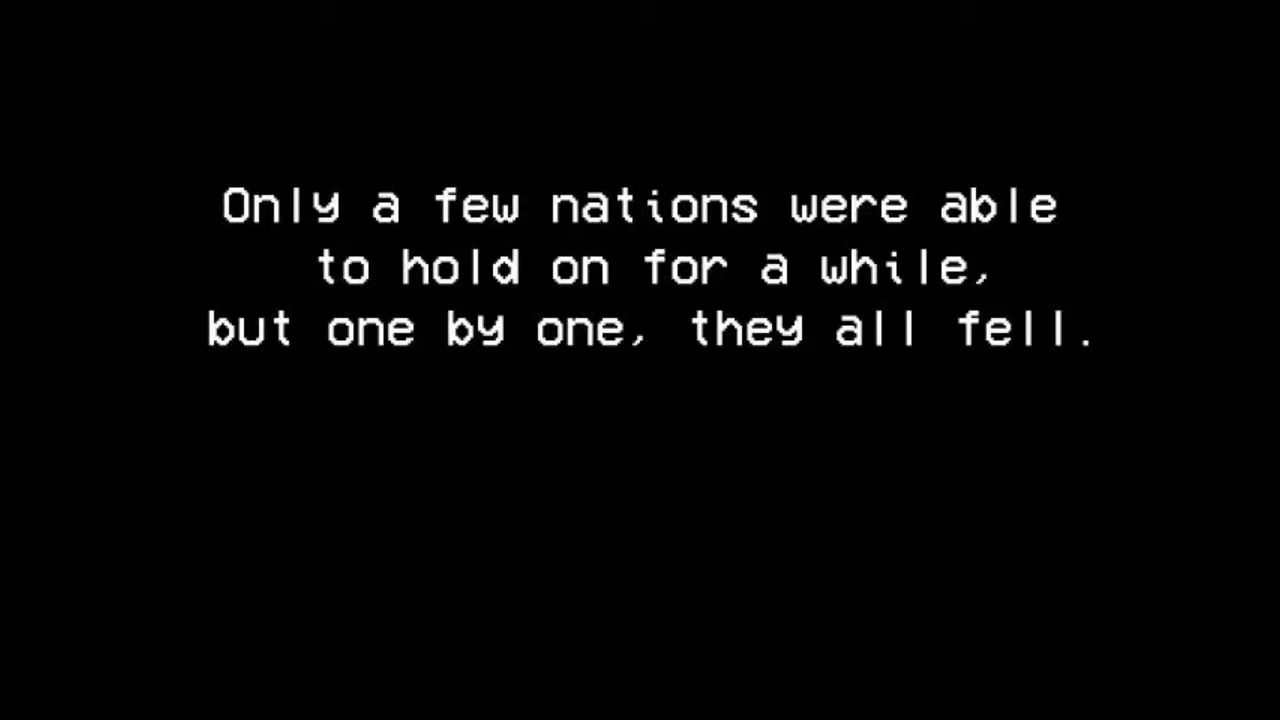 Only a few nations were able
to hold on for a while,
but one by one, they all fell.